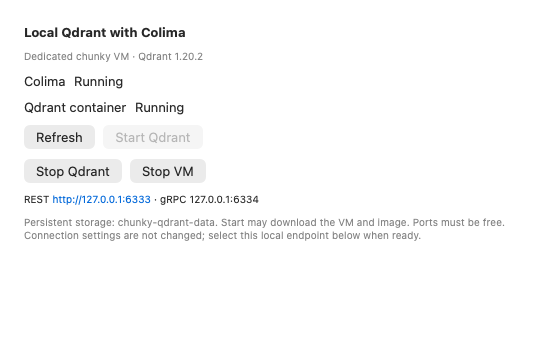 Local Qdrant with Colima
Dedicated chunky VM · Qdrant 1.20.2
Colima Running
Qdrant container Running
Refresh Start Qdrant
Stop Qdrant Stop VM
REST http://127.0.0.1:6333 · gRPC 127.0.0.1:6334
Persistent storage: chunky-qdrant-data. Start may download the VM and image. Ports must be free.
Connection settings are not changed; select this local endpoint below when ready.